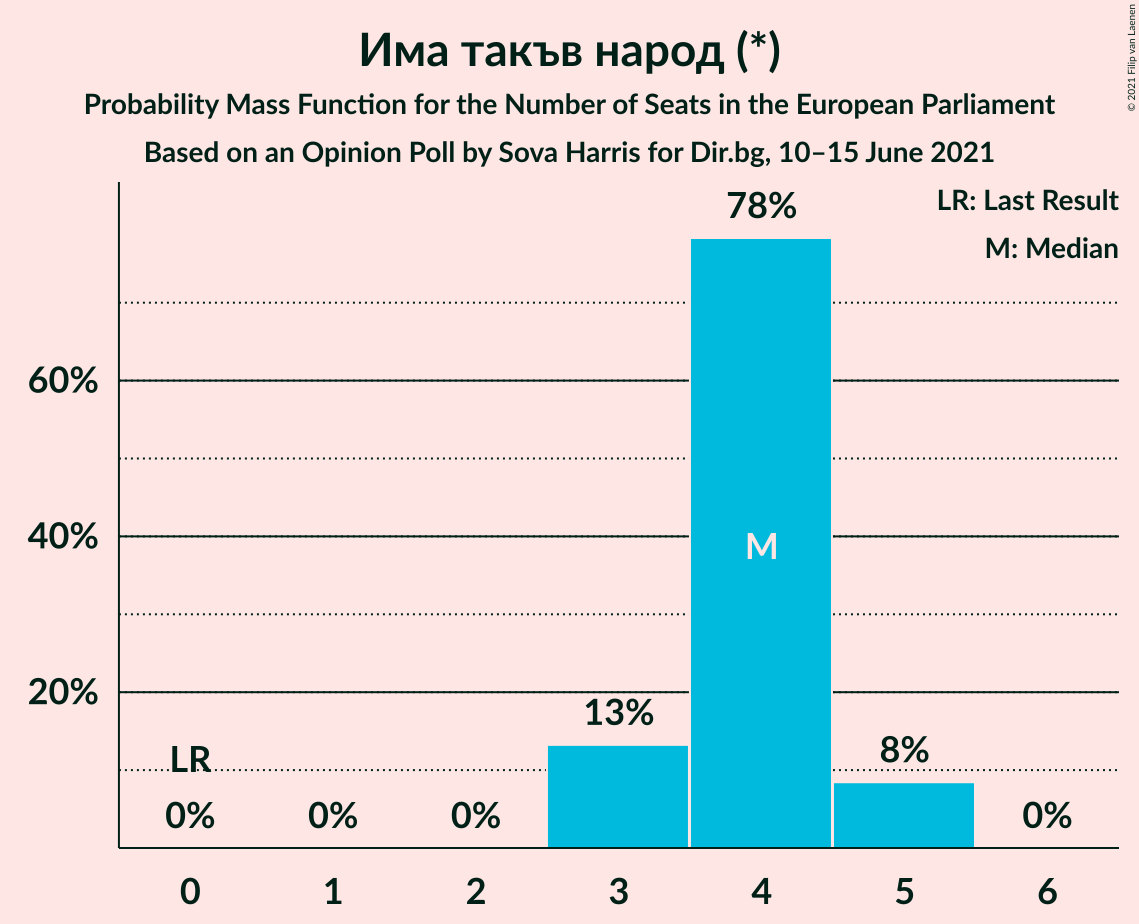 Има такъв народ (*)
Probability Mass Function for the Number of Seats in the European Parliament
Based on an Opinion Poll by Sova Harris for Dir.bg, 10–15 June 2021
© 2021 Filip van Laenen
LR: Last Result
M: Median
78%
60%
40%
M
20%
13%
LR
8%
0%
0%
0%
0%
0
1
2
3
4
5
6